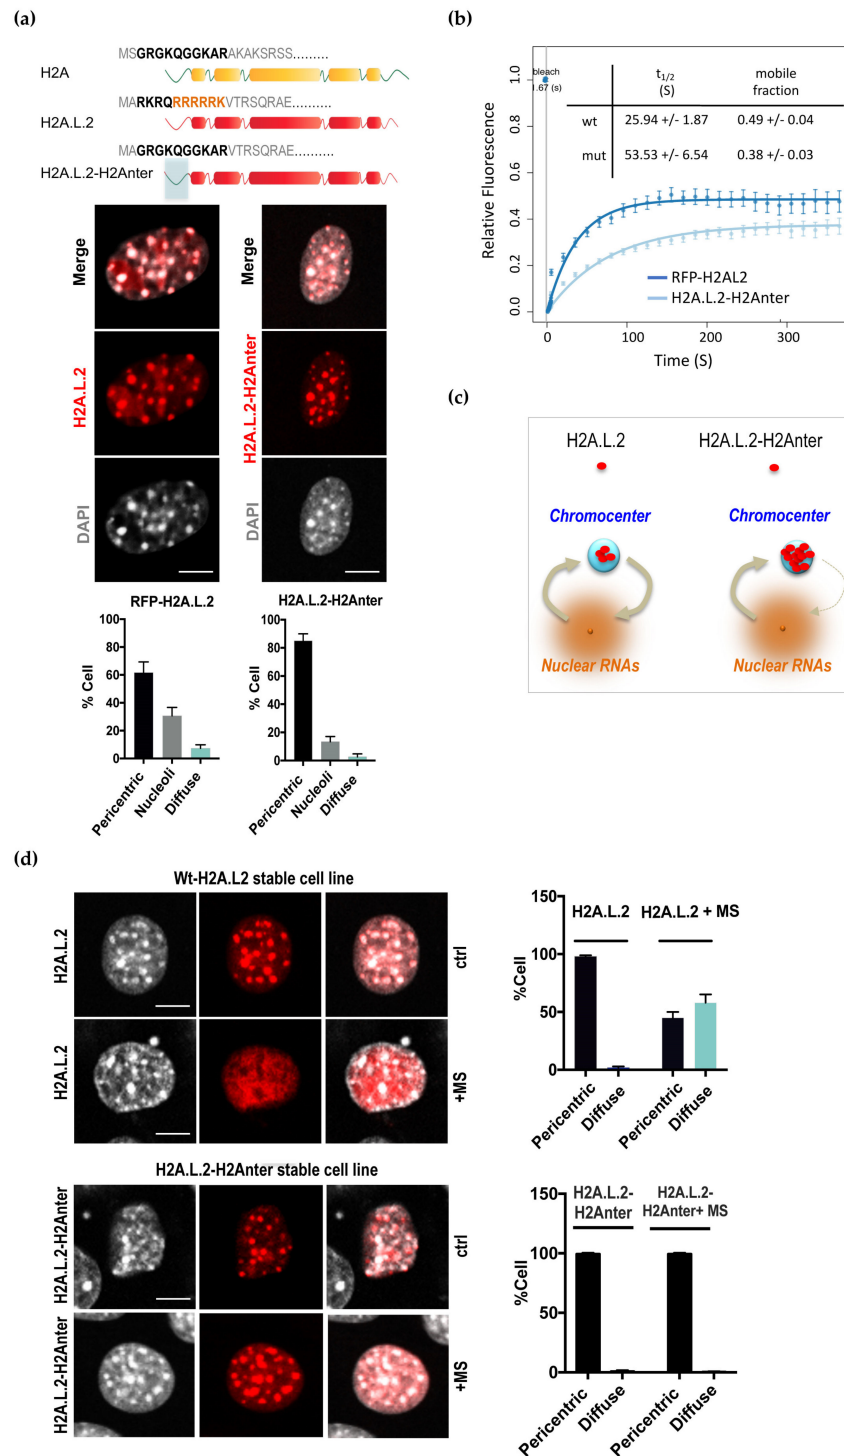 (a)
MSGRGKQGGKARAKAKSRSS.........
H2A
MARKRQRRRRRKVTRSQRAE..........
H2A.L.2
MAGRGKQGGKARVTRSQRAE..........
H2A.L.2-H2Anter
Merge
H2A.L.2
DAPI
Merge
H2A.L.2-H2Anter
DAPI
RFP-H2A.L.2
% Cell
80
60
40
20
0
Pericentric
Nucleoli
Diffuse
H2A.L.2-H2Anter
% Cell
100
80
60
40
20
0
Pericentric
Nucleoli
Diffuse
(b)
Relative Fluorescence
1.0
0.8
0.6
0.4
0.2
0.0
bleach
1.67 (s)
t1/2 (S) mobile fraction
wt 25.94 +/- 1.87 0.49 +/- 0.04
mut 53.53 +/- 6.54 0.38 +/- 0.03
RFP-H2AL2
H2A.L.2-H2Anter
0 100 200 300
Time (S)
(c)
H2A.L.2 H2A.L.2-H2Anter
Chromocenter Chromocenter
Nuclear RNAs Nuclear RNAs
(d)
Wt-H2A.L2 stable cell line
H2A.L.2
ctrl
H2A.L.2
+MS
%Cell
150
100
50
0
H2A.L.2 H2A.L.2 + MS
Pericentric
Diffuse
Pericentric
Diffuse
H2A.L.2-H2Anter stable cell line
H2A.L.2-H2Anter
ctrl
H2A.L.2-H2Anter
+MS
%Cell
150
100
50
0
H2A.L.2-
H2Anter
H2A.L.2-
H2Anter+ MS
Pericentric
Diffuse
Pericentric
Diffuse